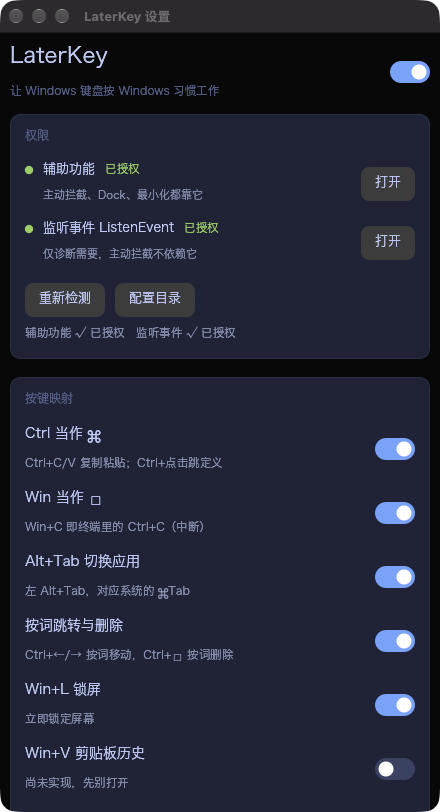 LaterKey 设置
LaterKey
让 Windows 键盘按 Windows 习惯工作
权限
辅助功能 已授权
主动拦截、Dock、最小化都靠它
打开
监听事件 ListenEvent 已授权
仅诊断需要，主动拦截不依赖它
打开
重新检测 配置目录
辅助功能 ✓ 已授权 监听事件 ✓ 已授权
按键映射
Ctrl 当作 ⌘
Ctrl+C/V 复制粘贴；Ctrl+点击跳定义
Win 当作 □
Win+C 即终端里的 Ctrl+C（中断）
Alt+Tab 切换应用
左 Alt+Tab，对应系统的 ⌘Tab
按词跳转与删除
Ctrl+←/→ 按词移动，Ctrl+□ 按词删除
Win+L 锁屏
立即锁定屏幕
Win+V 剪贴板历史
尚未实现，先别打开